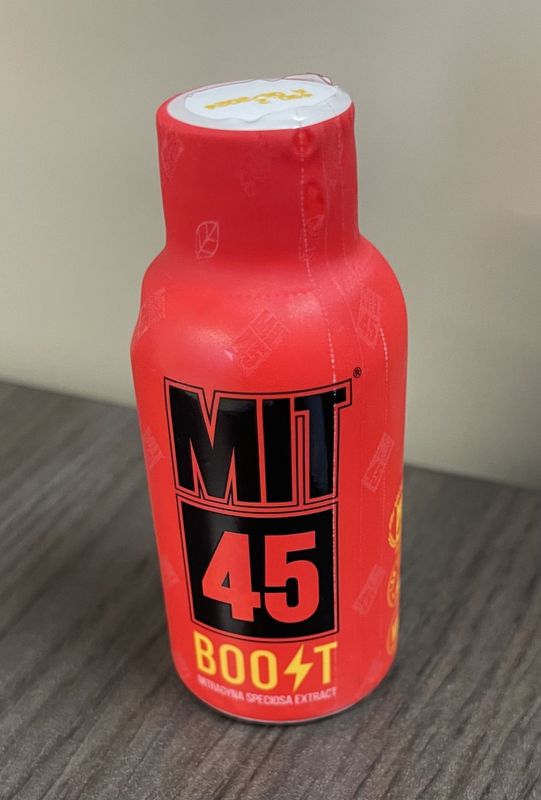 MIT®
45
BOOST
MITRAGYNA SPECIOSA EXTRACT